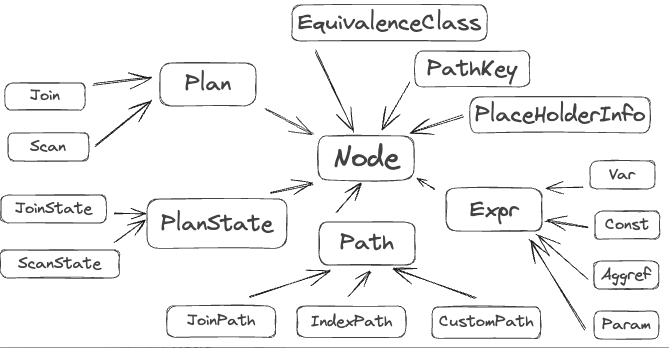 EquivalenceClass
PathKey
PlaceHolderInfo
Plan
Join
Scan
Node
Var
JoinState
ScanState
PlanState
Expr
Const
Path
Aggref
JoinPath
IndexPath
CustomPath
Param